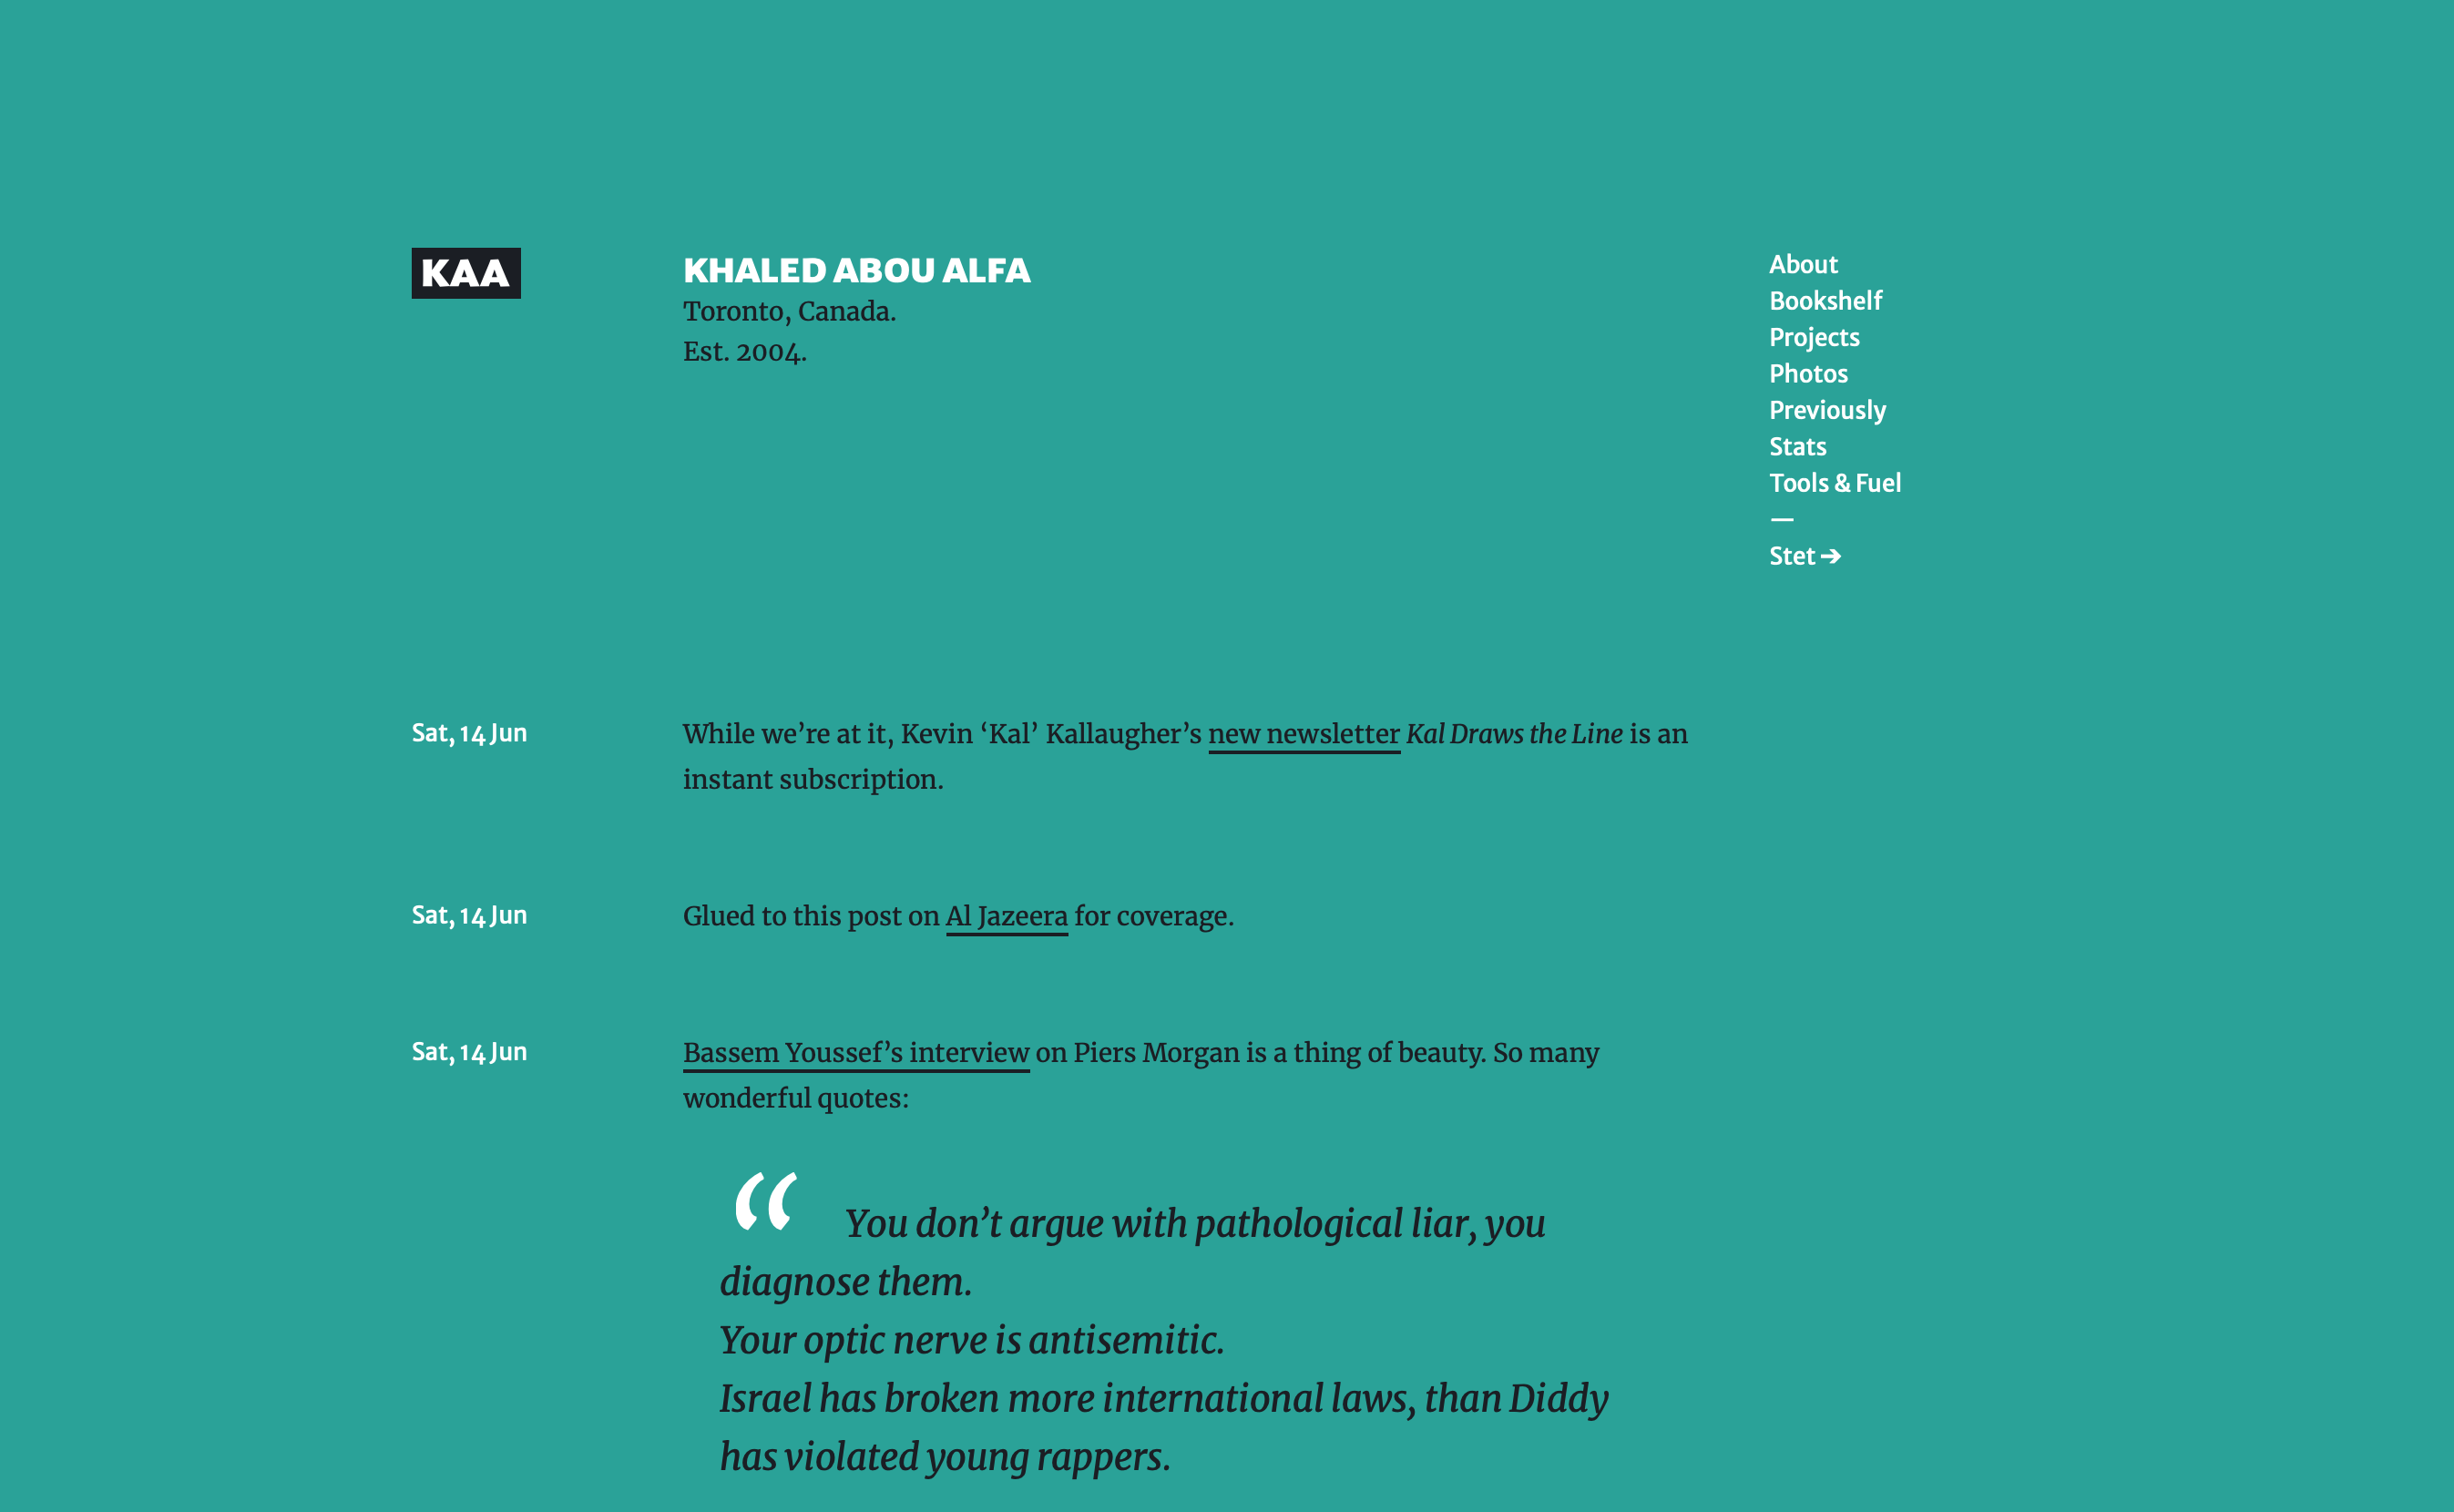 KAA
KHALED ABOU ALFA
Toronto, Canada.
Est. 2004.
About
Bookshelf
Projects
Photos
Previously
Stats
Tools & Fuel
—
Stet ➔
Sat, 14 Jun
While we’re at it, Kevin ‘Kal’ Kallaugher’s new newsletter Kal Draws the Line is an
instant subscription.
Sat, 14 Jun
Glued to this post on Al Jazeera for coverage.
Sat, 14 Jun
Bassem Youssef’s interview on Piers Morgan is a thing of beauty. So many
wonderful quotes:
“ You don’t argue with pathological liar, you
diagnose them.
Your optic nerve is antisemitic.
Israel has broken more international laws, than Diddy
has violated young rappers.